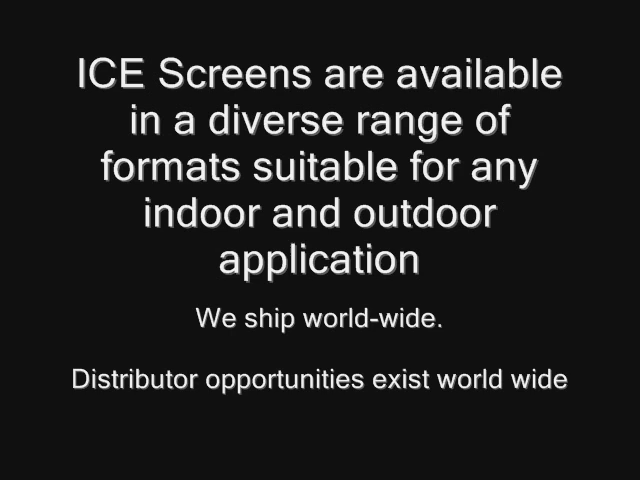 ICE Screens are available
in a diverse range of
formats suitable for any
indoor and outdoor
application
We ship world-wide.
Distributor opportunities exist world wide